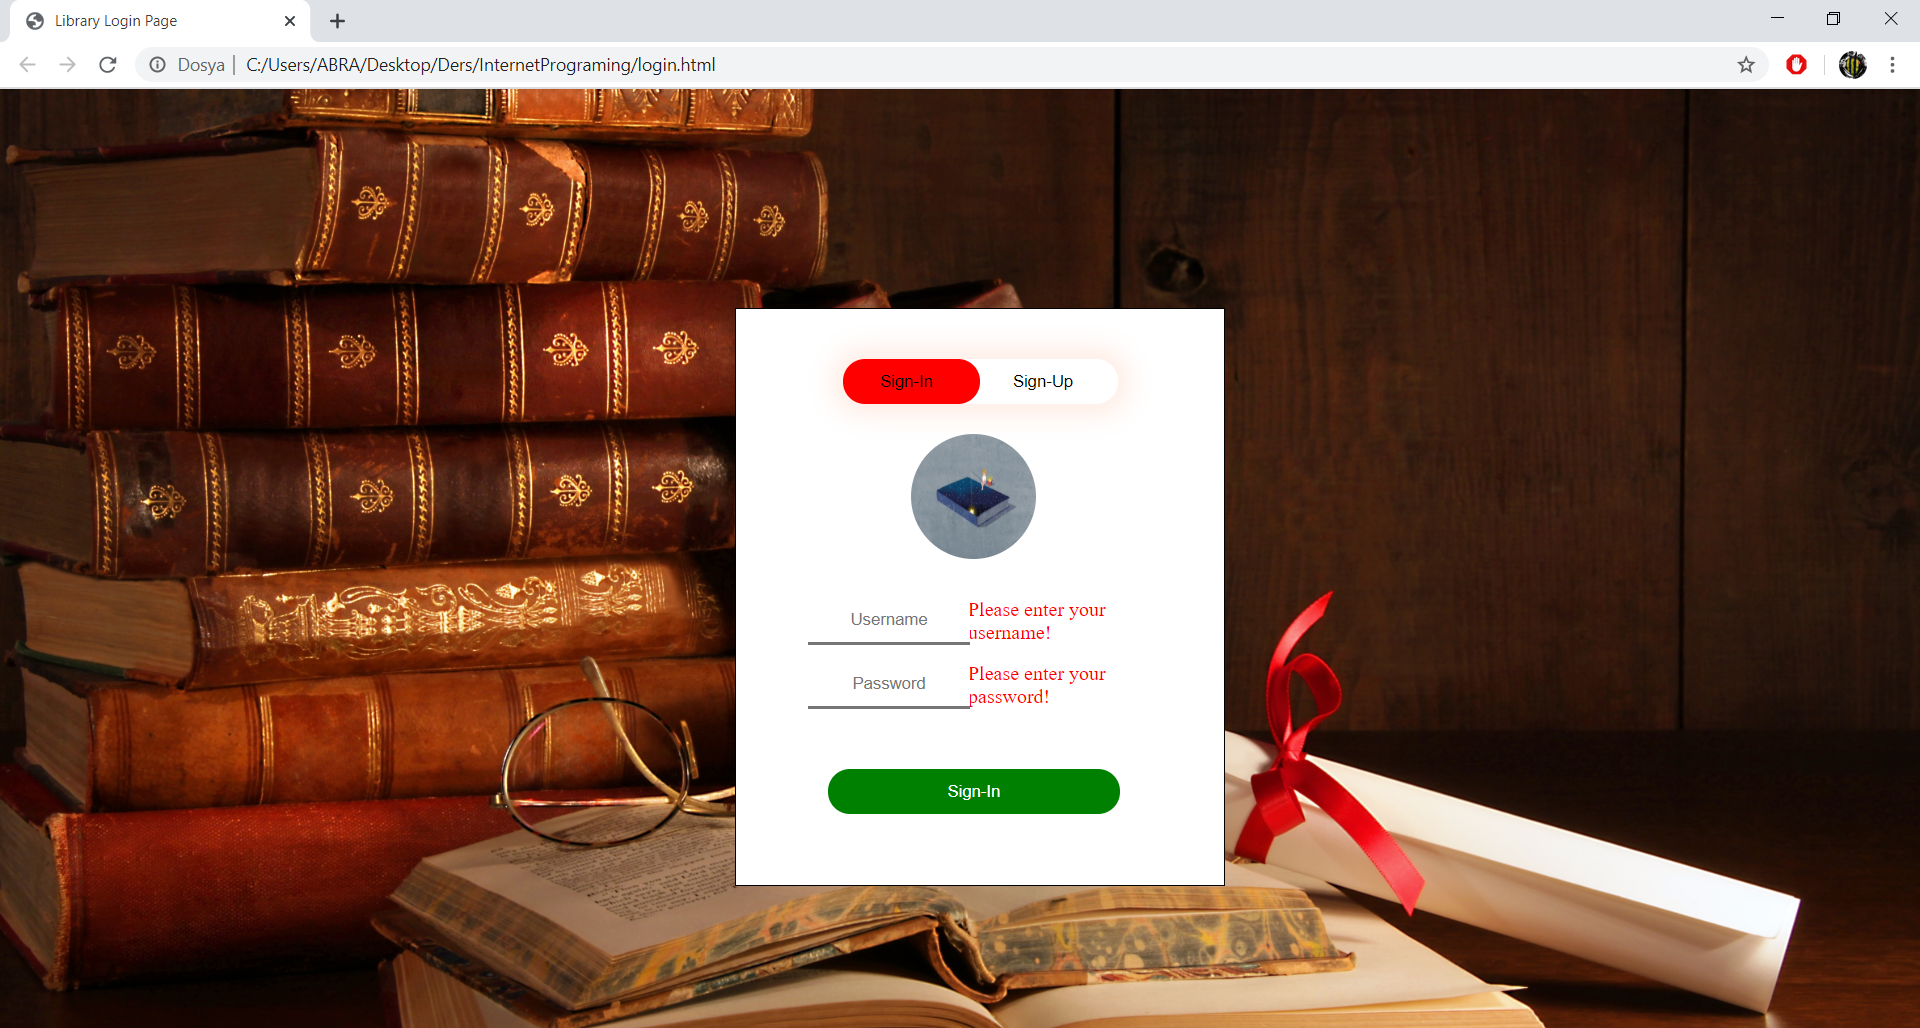 Library Login Page
Dosya C:/Users/ABRA/Desktop/Ders/InternetPrograming/login.html
Sign-In Sign-Up
Username
Please enter your
username!
Password
Please enter your
password!
Sign-In